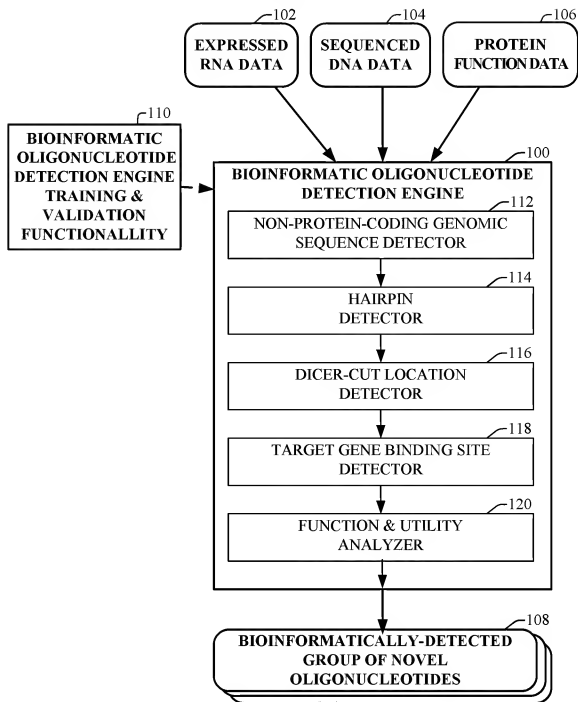 102
104
106
EXPRESSED
RNA DATA
SEQUENCED
DNA DATA
PROTEIN
FUNCTION DATA
110
BIOINFORMATIC
OLIGONUCLEOTIDE
DETECTION ENGINE
TRAINING &
VALIDATION
FUNCTIONALLITY
100
BIOINFORMATIC OLIGONUCLEOTIDE
DETECTION ENGINE
112
NON-PROTEIN-CODING GENOMIC
SEQUENCE DETECTOR
114
HAIRPIN
DETECTOR
116
DICER-CUT LOCATION
DETECTOR
118
TARGET GENE BINDING SITE
DETECTOR
120
FUNCTION & UTILITY
ANALYZER
108
BIOINFORMATICALLY-DETECTED
GROUP OF NOVEL
OLIGONUCLEOTIDES